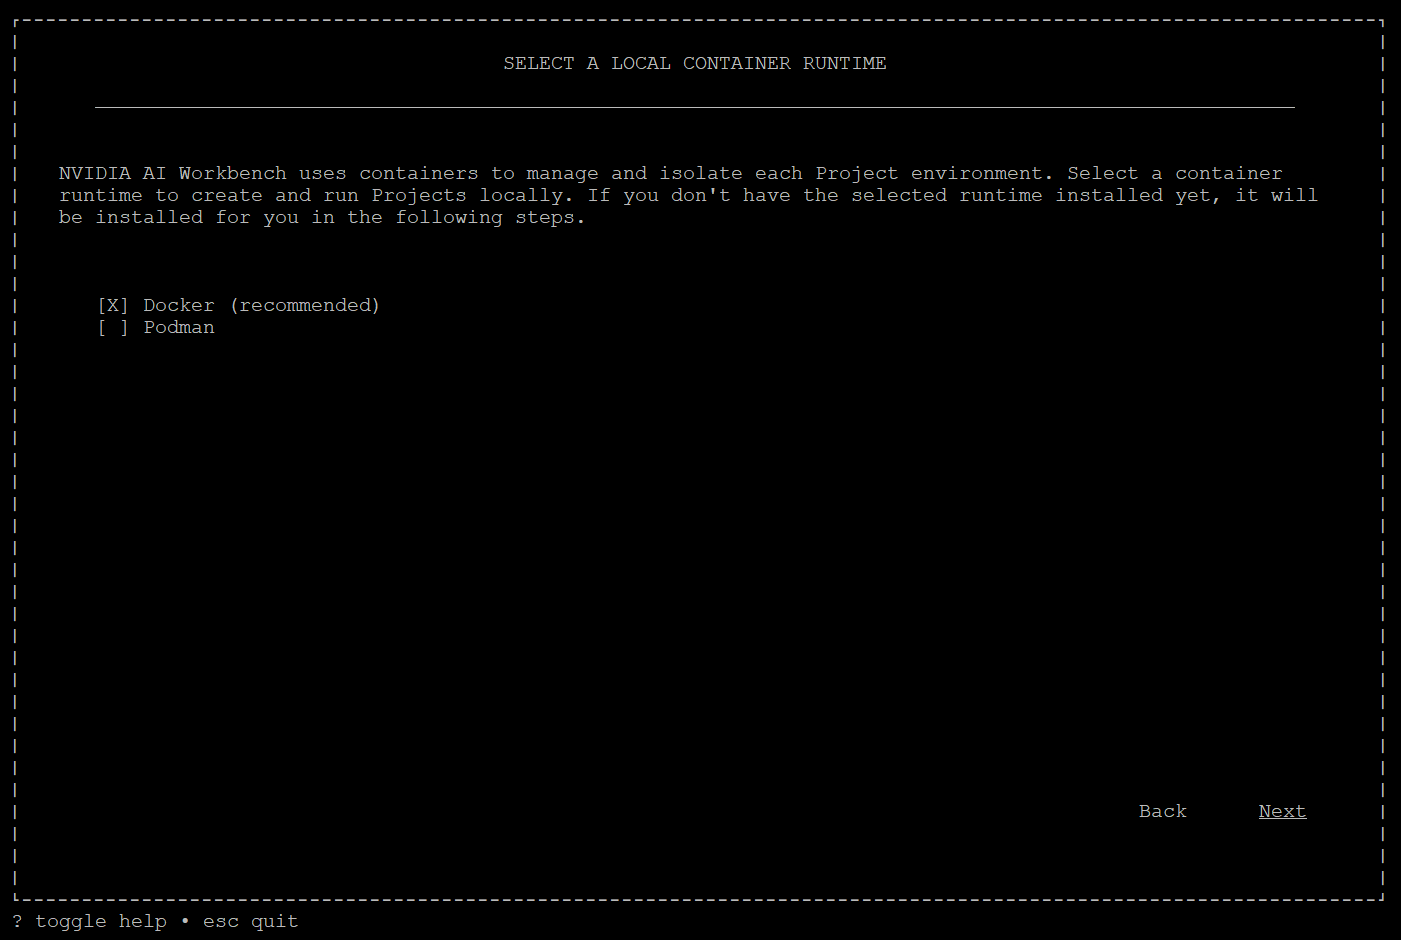 SELECT A LOCAL CONTAINER RUNTIME
NVIDIA AI Workbench uses containers to manage and isolate each Project environment. Select a container
runtime to create and run Projects locally. If you don't have the selected runtime installed yet, it will
be installed for you in the following steps.
[X] Docker (recommended)
[ ] Podman
Back Next
? toggle help • esc quit